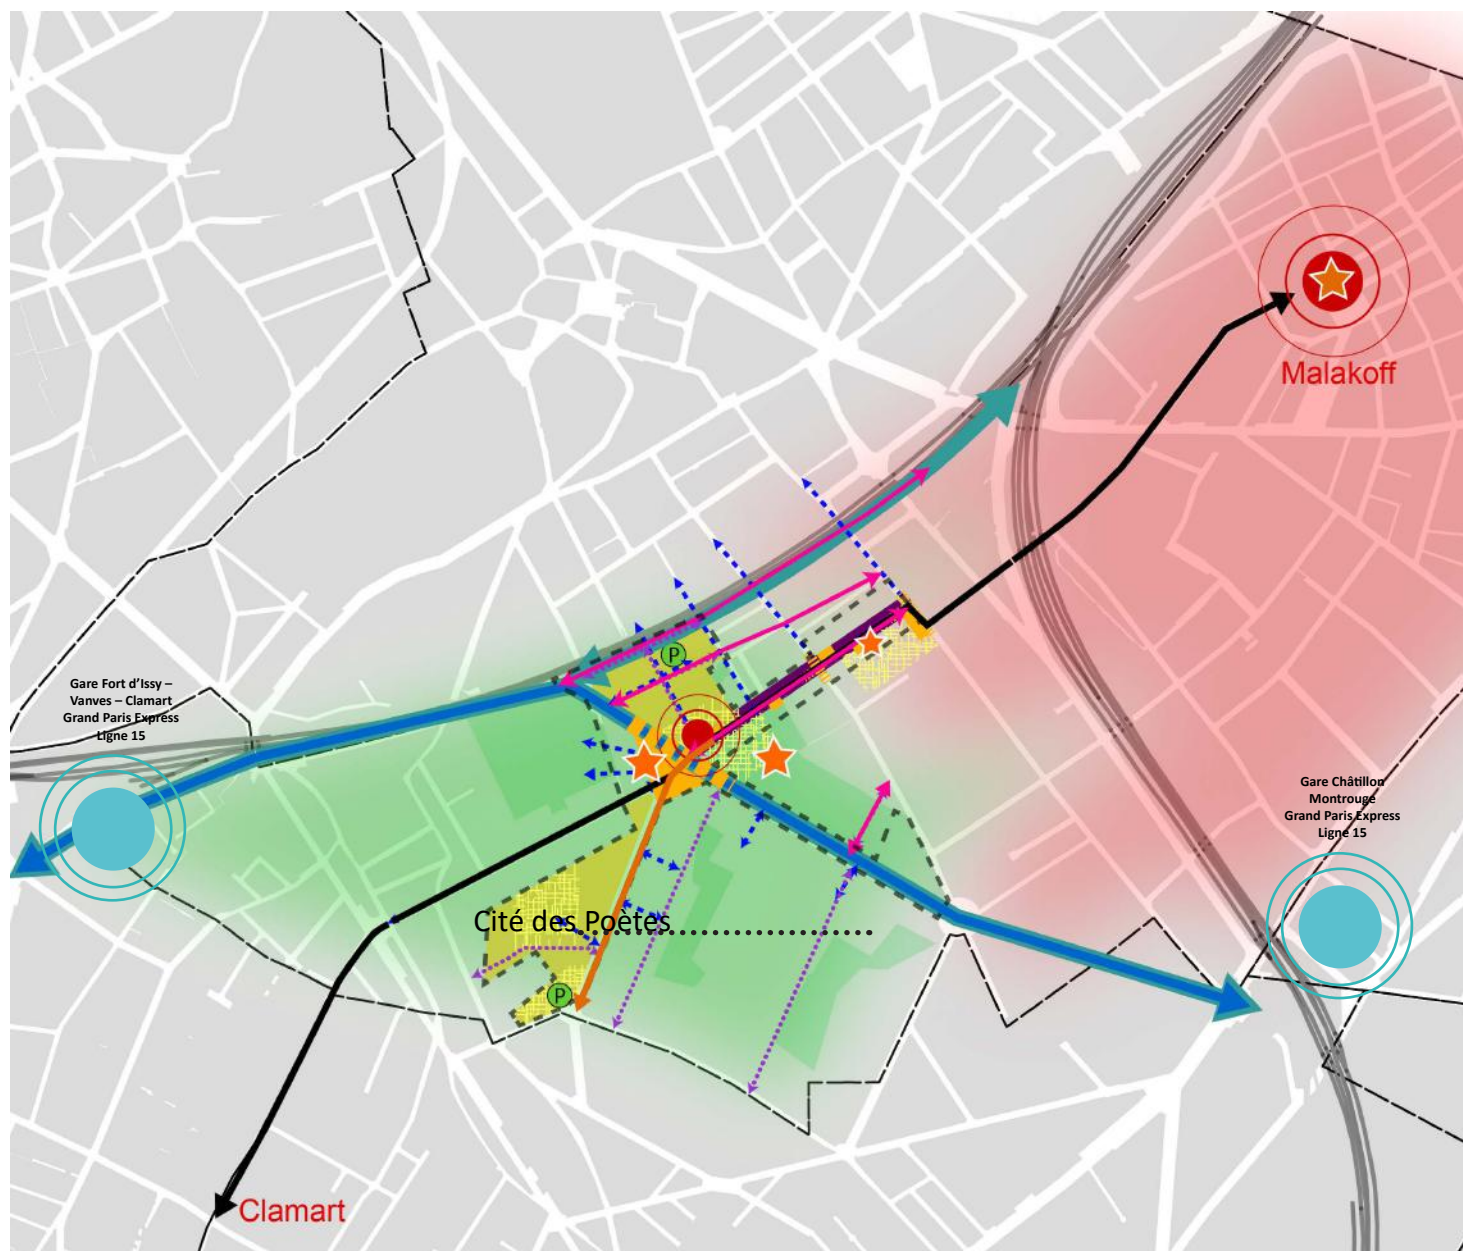 Malakoff
P
Gare Fort d’Issy –
Vanves – Clamart
Grand Paris Express
Ligne 15
Gare Châtillon
Montrouge
Grand Paris Express
Ligne 15
Cité des Poètes
P
Clamart